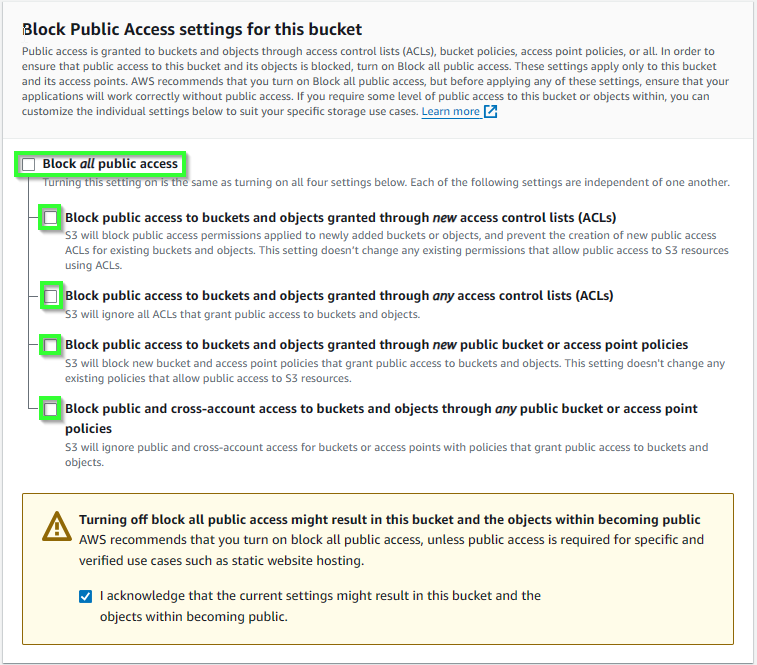 Block Public Access settings for this bucket
Public access is granted to buckets and objects through access control lists (ACLs), bucket policies, access point policies, or all. In order to
ensure that public access to this bucket and its objects is blocked, turn on Block all public access. These settings apply only to this bucket
and its access points. AWS recommends that you turn on Block all public access, but before applying any of these settings, ensure that your
applications will work correctly without public access. If you require some level of public access to this bucket or objects within, you can
customize the individual settings below to suit your specific storage use cases. Learn more
Block all public access
Turning this setting on is the same as turning on all four settings below. Each of the following settings are independent of one another.
Block public access to buckets and objects granted through new access control lists (ACLs)
S3 will block public access permissions applied to newly added buckets or objects, and prevent the creation of new public access
ACLs for existing buckets and objects. This setting doesn't change any existing permissions that allow public access to S3 resources
using ACLs.
Block public access to buckets and objects granted through any access control lists (ACLs)
S3 will ignore all ACLs that grant public access to buckets and objects.
Block public access to buckets and objects granted through new public bucket or access point policies
S3 will block new bucket and access point policies that grant public access to buckets and objects. This setting doesn't change any
existing policies that allow public access to S3 resources.
Block public and cross-account access to buckets and objects through any public bucket or access point
policies
S3 will ignore public and cross-account access for buckets or access points with policies that grant public access to buckets and
objects.
Turning off block all public access might result in this bucket and the objects within becoming public
AWS recommends that you turn on block all public access, unless public access is required for specific and
verified use cases such as static website hosting.
I acknowledge that the current settings might result in this bucket and the
objects within becoming public.